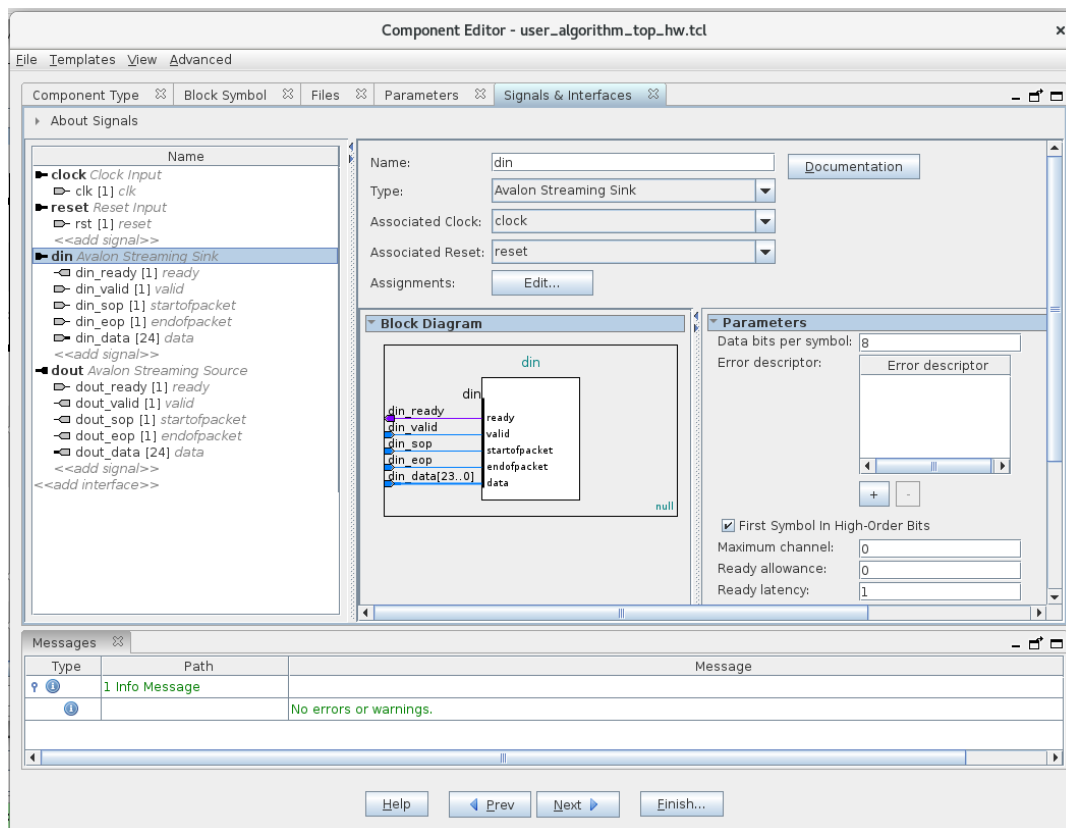 Component Editor - user_algorithm_top_hw.tcl
File Templates View Advanced
Component Type Block Symbol Files Parameters Signals & Interfaces
About Signals
Name
clock Clock Input
clk [1] clk
reset Reset Input
rst [1] reset
<<add signal>>
din Avalon Streaming Sink
din_ready [1] ready
din_valid [1] valid
din_sop [1] startofpacket
din_eop [1] endofpacket
din_data [24] data
<<add signal>>
dout Avalon Streaming Source
dout_ready [1] ready
dout_valid [1] valid
dout_sop [1] startofpacket
dout_eop [1] endofpacket
dout_data [24] data
<<add signal>>
<<add interface>>
Name: din
Documentation
Type: Avalon Streaming Sink
Associated Clock: clock
Associated Reset: reset
Assignments: Edit...
Block Diagram
din
din
din_ready ready
din_valid valid
din_sop startofpacket
din_eop endofpacket
din_data[23..0] data
null
Parameters
Data bits per symbol: 8
Error descriptor: Error descriptor
+ -
First Symbol In High-Order Bits
Maximum channel: 0
Ready allowance: 0
Ready latency: 1
Messages
Type Path Message
1 Info Message
No errors or warnings.
Help Prev Next Finish...